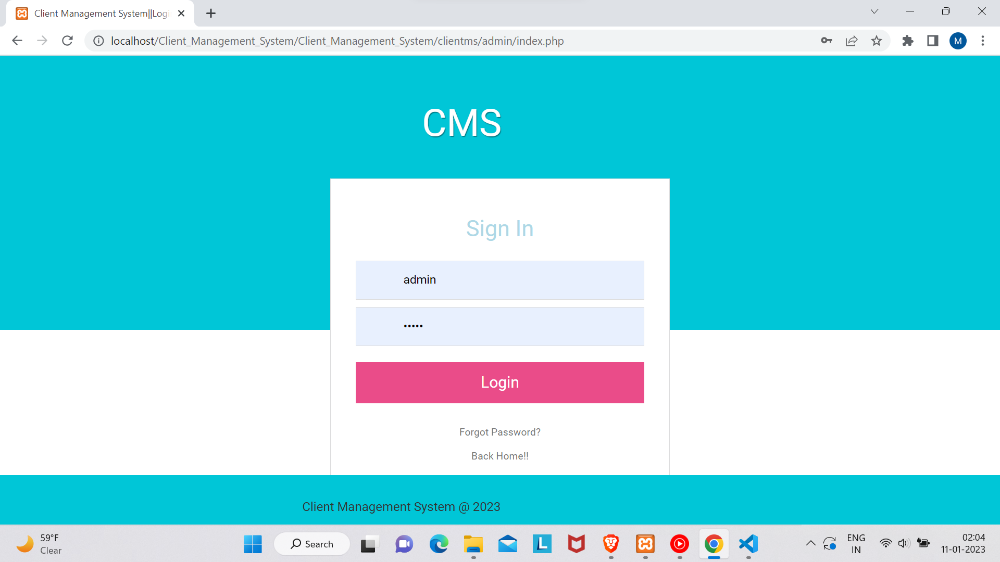 Client Management System||Logi
localhost/Client_Management_System/Client_Management_System/clientms/admin/index.php
M
CMS
Sign In
admin
•••••
Login
Forgot Password?
Back Home!!
Client Management System @ 2023
59°F
Clear
Search
L
ENG
IN
02:04
11-01-2023